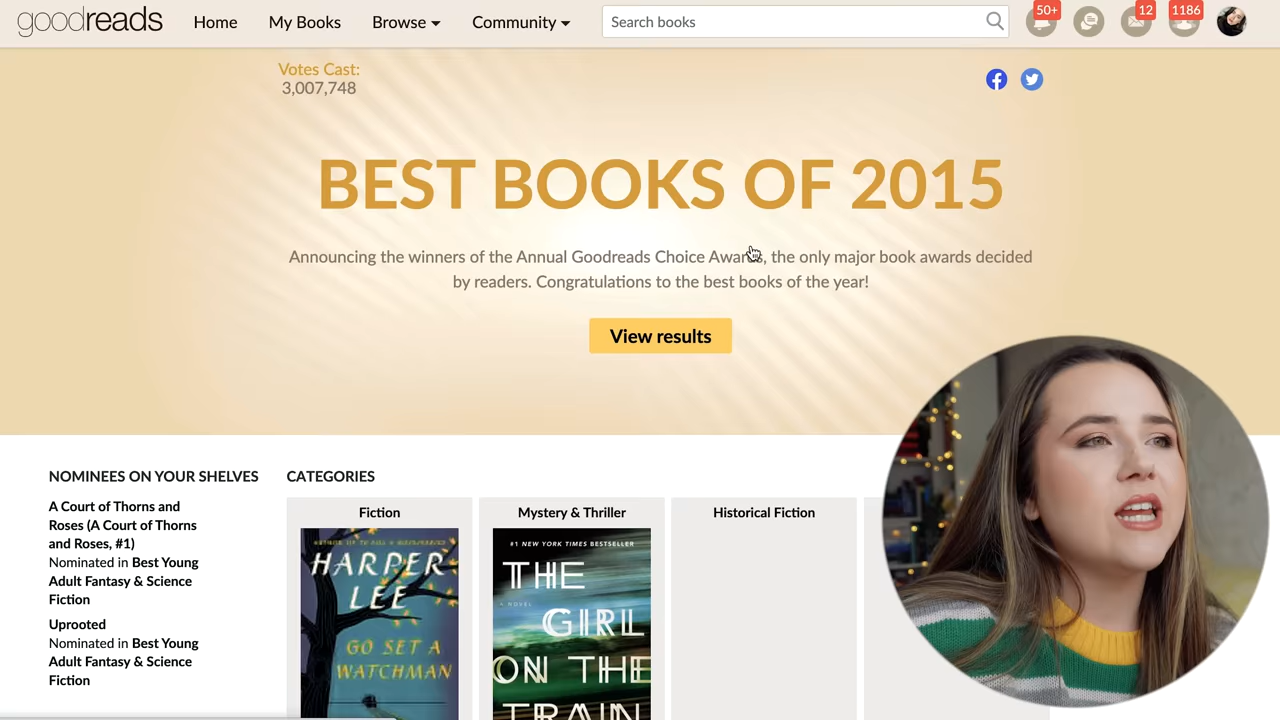 goodreads
Home
My Books
Browse
Community
Search books
50+
12
1186
Votes Cast:
3,007,748
BEST BOOKS OF 2015
Announcing the winners of the Annual Goodreads Choice Awards, the only major book awards decided
by readers. Congratulations to the best books of the year!
View results
NOMINEES ON YOUR SHELVES
A Court of Thorns and
Roses (A Court of Thorns
and Roses, #1)
Nominated in Best Young
Adult Fantasy & Science
Fiction
Uprooted
Nominated in Best Young
Adult Fantasy & Science
Fiction
CATEGORIES
Fiction
HARPER
LEE
GO SET A
WATCHMAN
Mystery & Thriller
#1 NEW YORK TIMES BESTSELLER
THE
A NOVEL
GIRL
ON THE
TRAIN
Historical Fiction